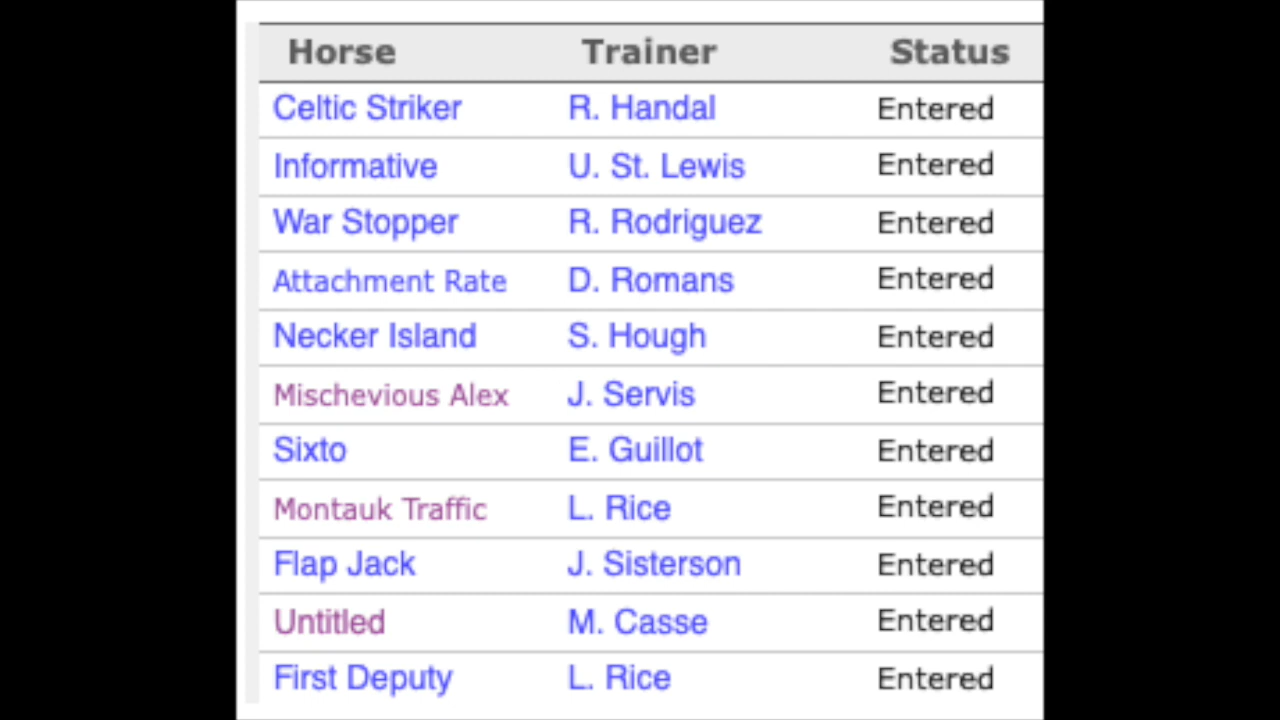 Horse Trainer Status
Celtic Striker R. Handal Entered
Informative U. St. Lewis Entered
War Stopper R. Rodriguez Entered
Attachment Rate D. Romans Entered
Necker Island S. Hough Entered
Mischevious Alex J. Servis Entered
Sixto E. Guillot Entered
Montauk Traffic L. Rice Entered
Flap Jack J. Sisterson Entered
Untitled M. Casse Entered
First Deputy L. Rice Entered